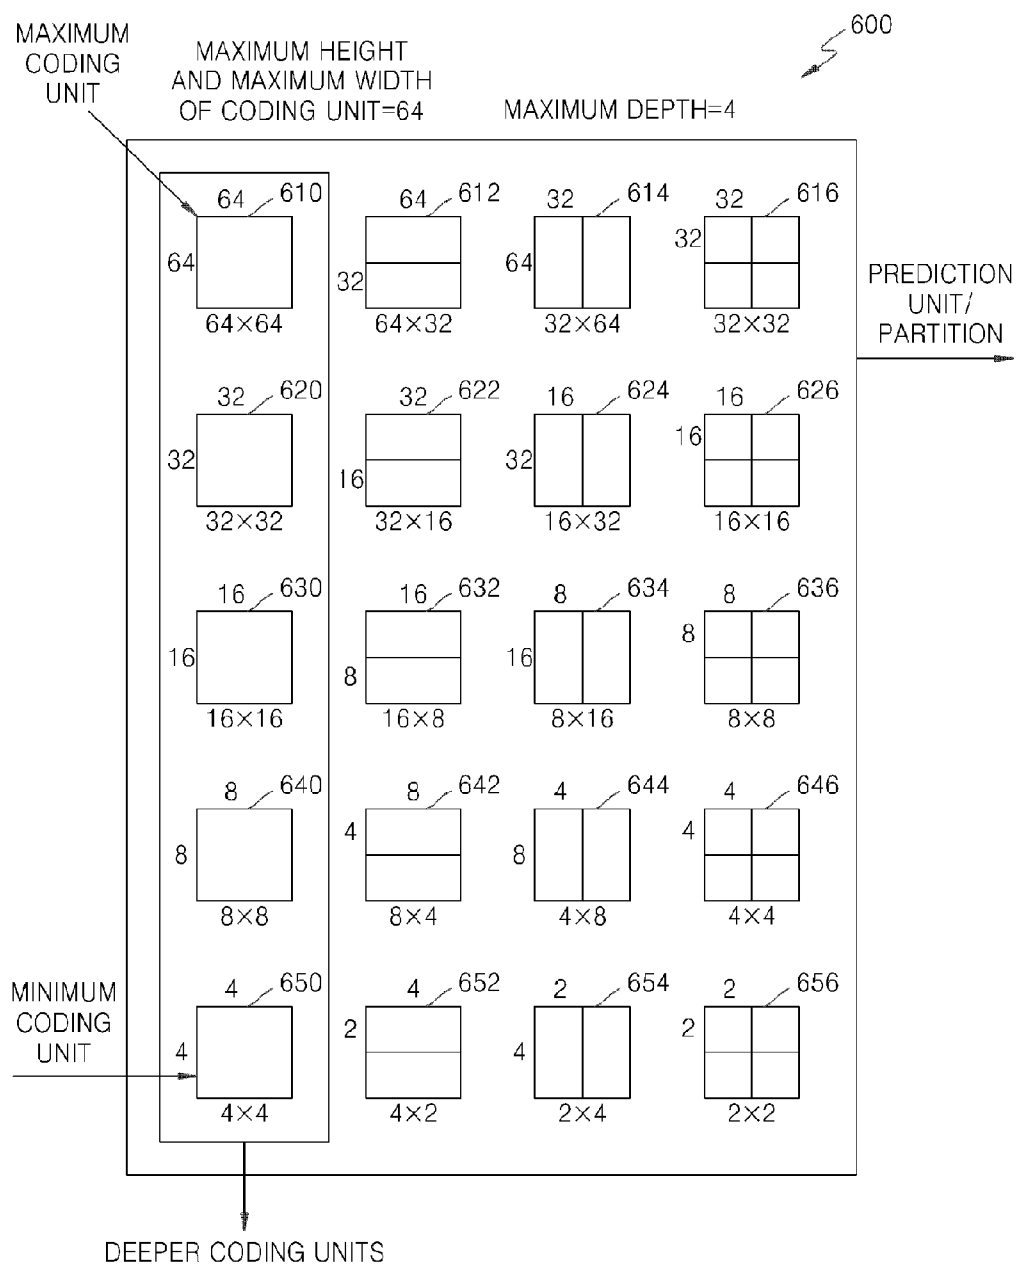 600
MAXIMUM
CODING
UNIT
MAXIMUM HEIGHT
AND MAXIMUM WIDTH
OF CODING UNIT=64
MAXIMUM DEPTH=4
64 610 64 612 32 614 32 616
64 32 64 32
64×64 64×32 32×64 32×32
PREDICTION
UNIT/
PARTITION
32 620 32 622 16 624 16 626
32 16 32 16
32×32 32×16 16×32 16×16
16 630 16 632 8 634 8 636
16 8 16 8
16×16 16×8 8×16 8×8
8 640 8 642 4 644 4 646
8 4 8 4
8×8 8×4 4×8 4×4
MINIMUM
CODING
UNIT
4 650 4 652 2 654 2 656
4 2 4 2
4×4 4×2 2×4 2×2
DEEPER CODING UNITS